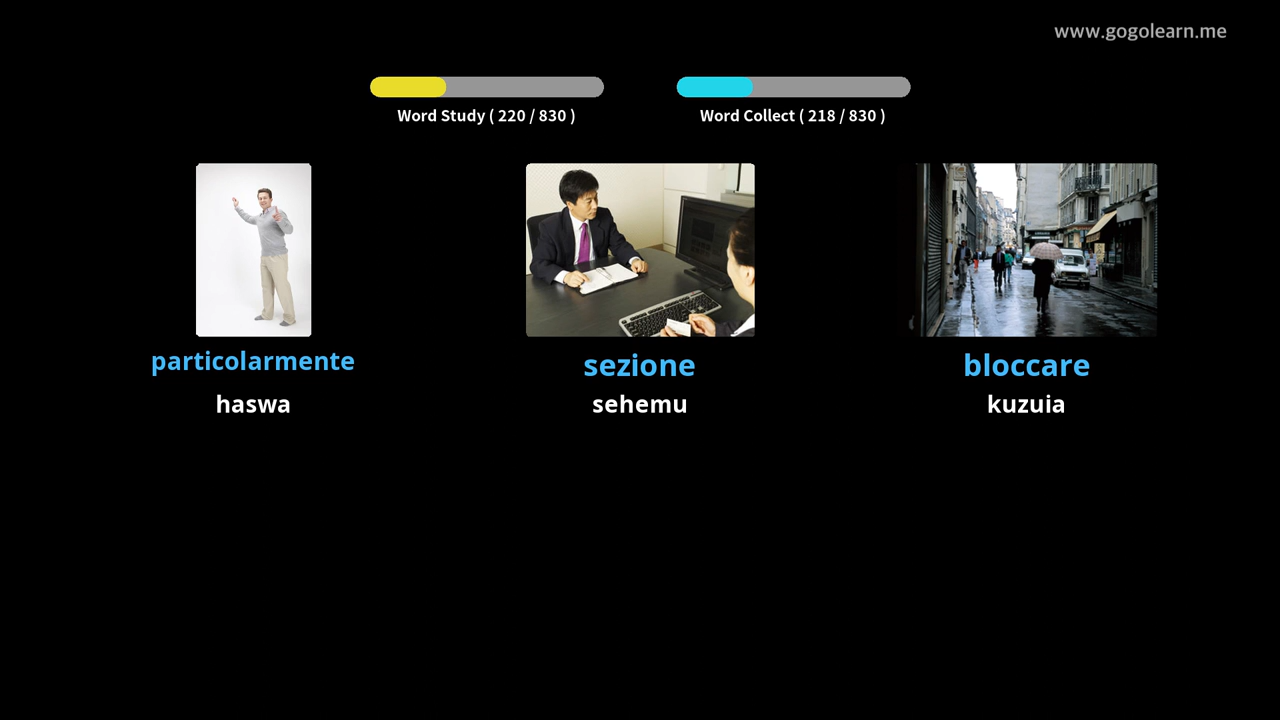 www.gogolearn.me
Word Study ( 220 / 830 )
Word Collect ( 218 / 830 )
particolarmente
sezione
bloccare
haswa
sehemu
kuzuia